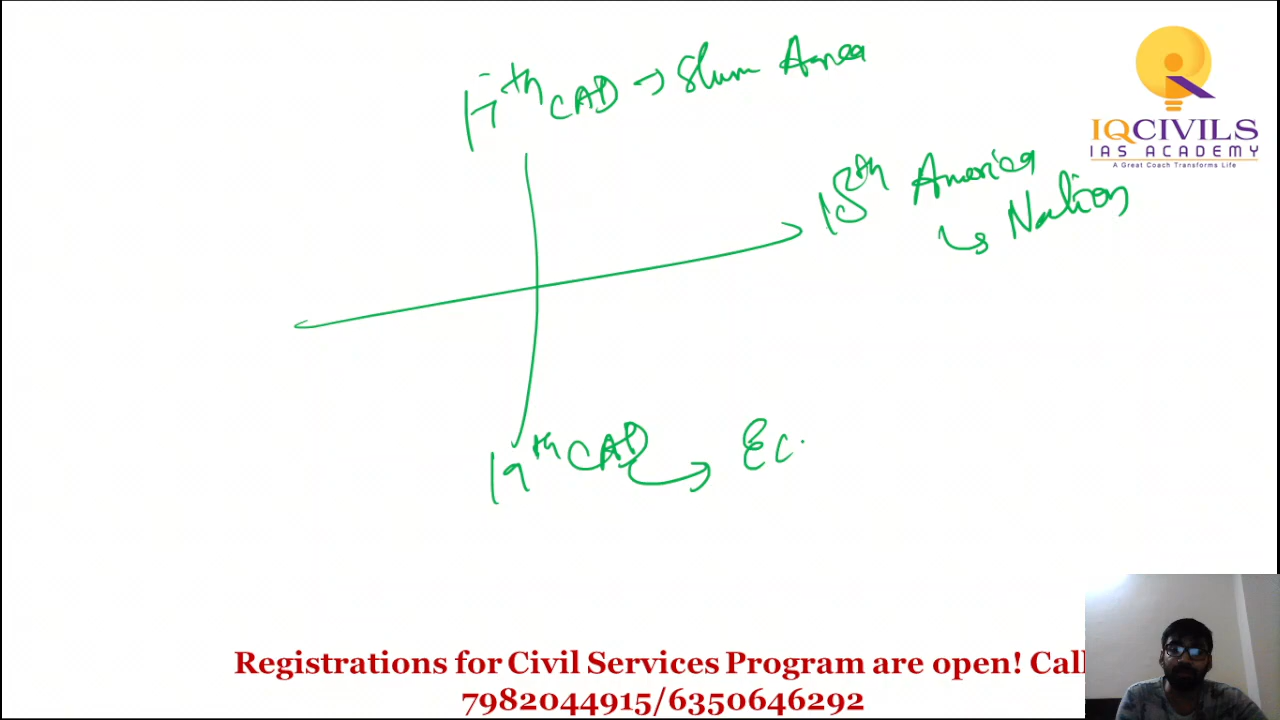 17th CAD → Slum Area
IQCIVILS
IAS ACADEMY
A Great Coach Transforms Life
18th America
↳ Nation
19th CAD → Ec.
Registrations for Civil Services Program are open! Call
7982044915/6350646292